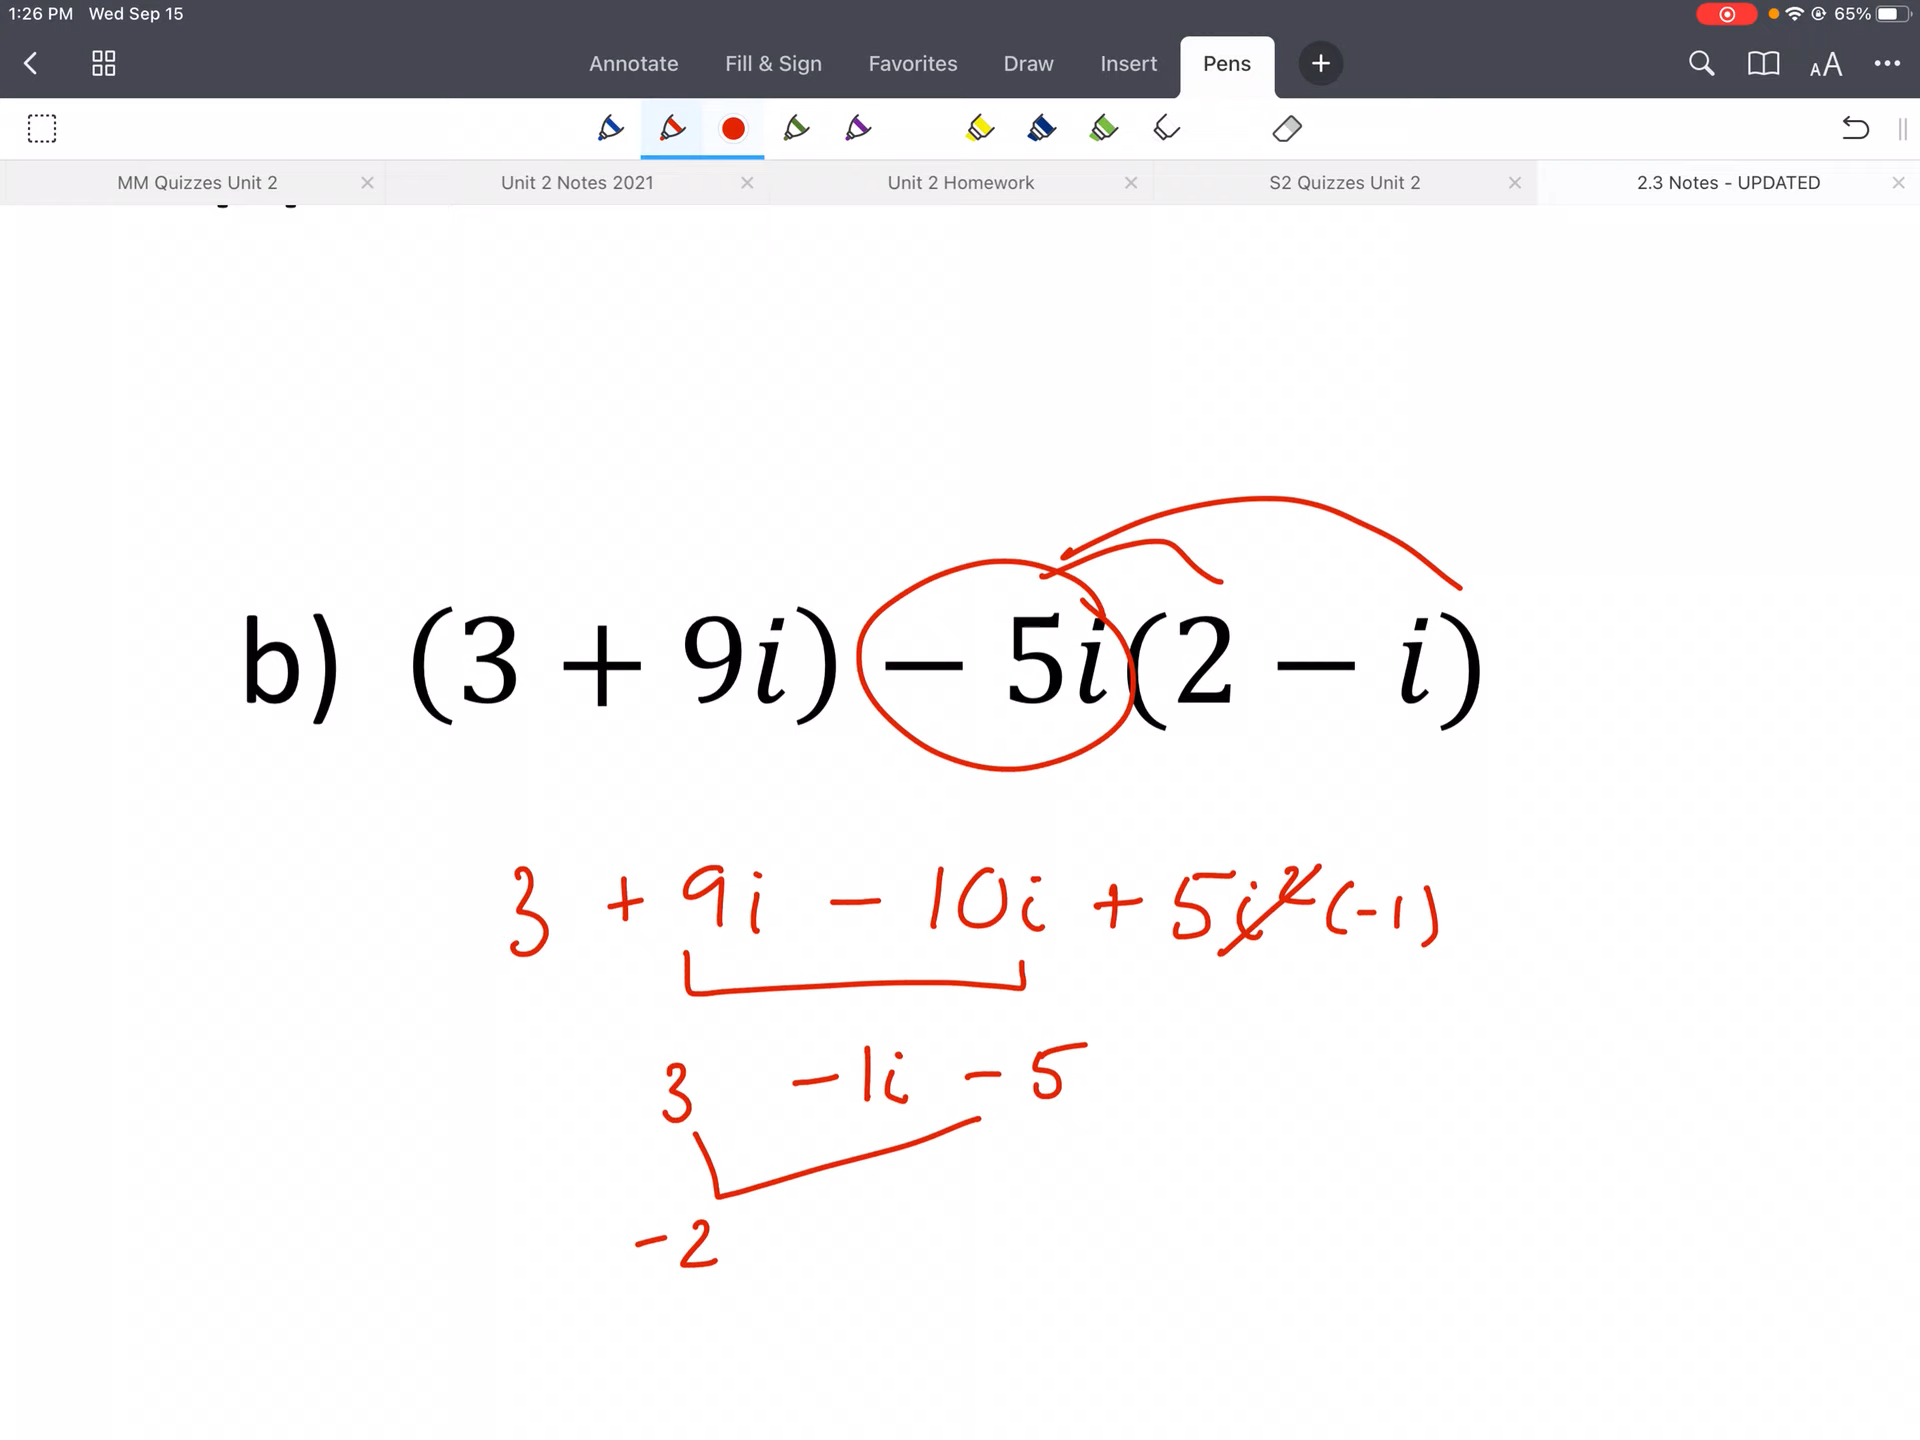 1:26 PM Wed Sep 15 65%
Annotate Fill & Sign Favorites Draw Insert Pens + AA
MM Quizzes Unit 2 × Unit 2 Notes 2021 × Unit 2 Homework × S2 Quizzes Unit 2 × 2.3 Notes - UPDATED ×
b) (3 + 9i) − 5i(2 − i)
3 + 9i − 10i + 5i² (-1)
3 − 1i − 5
-2